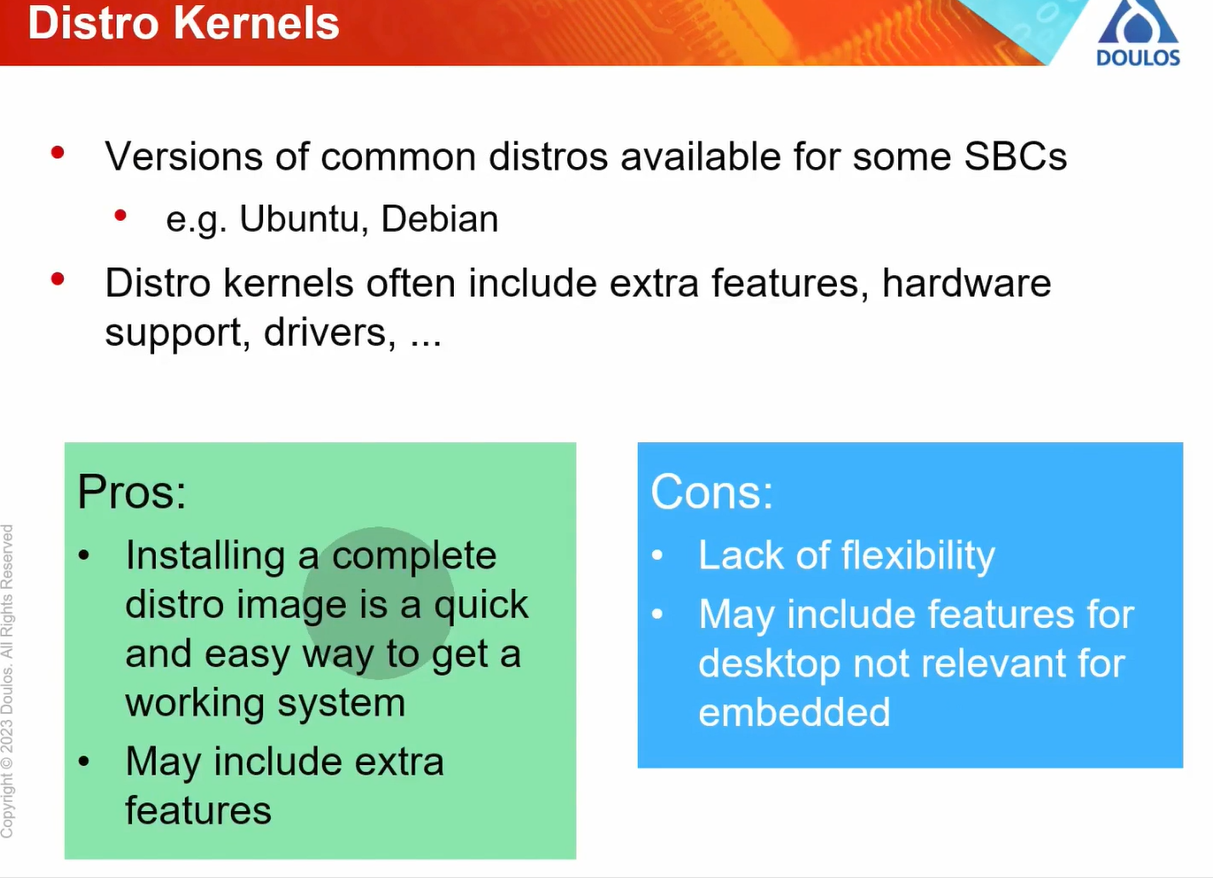 Distro Kernels
DOULOS
• Versions of common distros available for some SBCs
• e.g. Ubuntu, Debian
• Distro kernels often include extra features, hardware
support, drivers, ...
Pros:
• Installing a complete
distro image is a quick
and easy way to get a
working system
• May include extra
features
Cons:
• Lack of flexibility
• May include features for
desktop not relevant for
embedded
Copyright © 2023 Doulos. All Rights Reserved